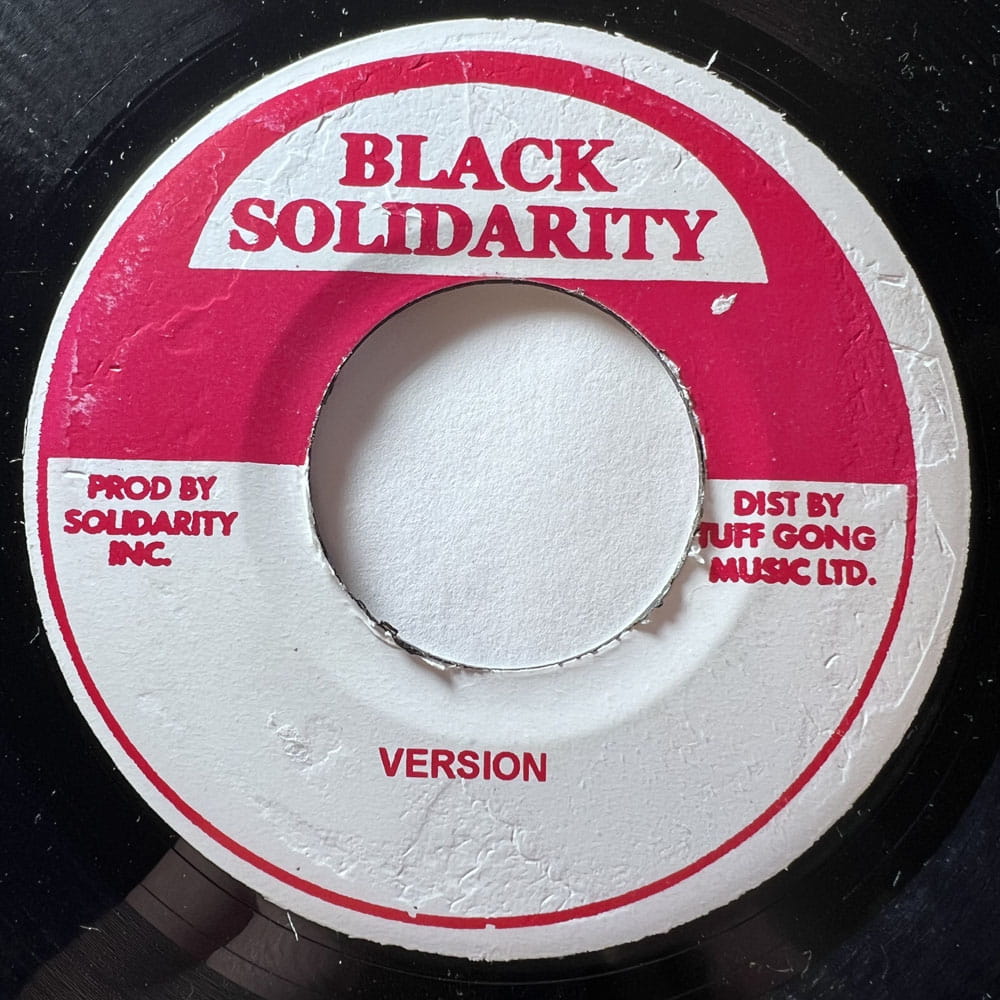 BLACK
SOLIDARITY
PROD BY
SOLIDARITY
INC.
DIST BY
TUFF GONG
MUSIC LTD.
VERSION